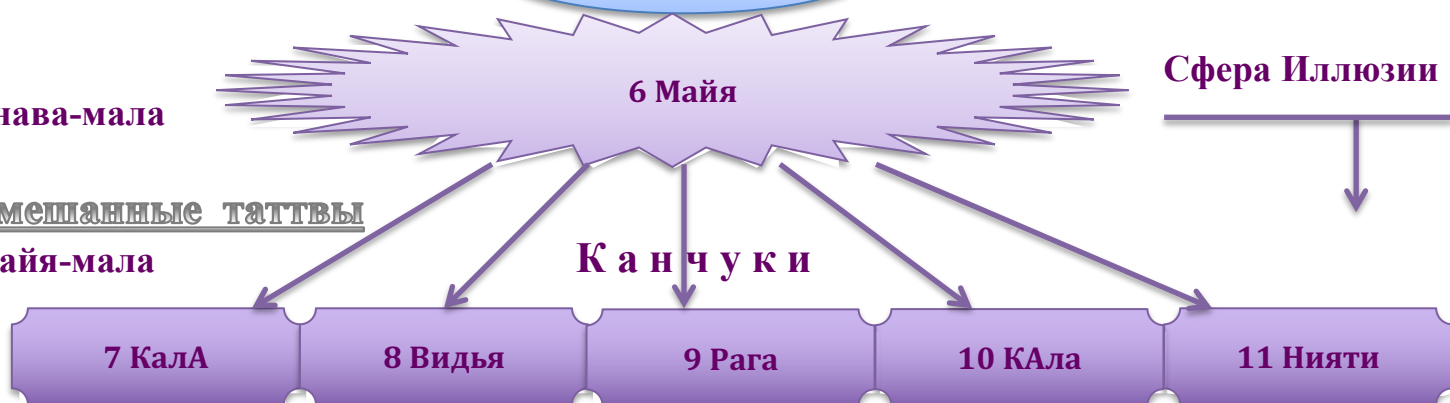 6 Майя
Сфера Иллюзии
нава-мала
мешанные таттвы
айя-мала
Канчуки
7 КалА
8 Видья
9 Рага
10 КАла
11 Нияти